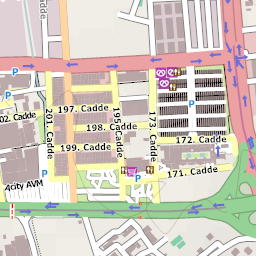 P
197. Cadde
201. Cadde
195. Cadde
173. Cadde
P
02. Cadde
198. Cadde
199. Cadde
172. Cadde
171. Cadde
P
P
4city AVM